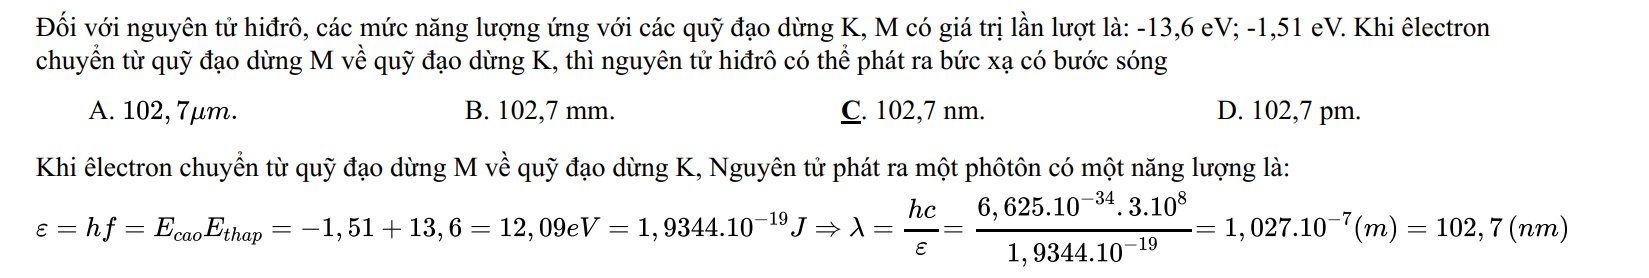 Đối với nguyên tử hiđrô, các mức năng lượng ứng với các quỹ đạo dừng K, M có giá trị lần lượt là: -13,6 eV; -1,51 eV. Khi êlectron
chuyển từ quỹ đạo dừng M về quỹ đạo dừng K, thì nguyên tử hiđrô có thể phát ra bức xạ có bước sóng
A. 102,7μm. B. 102,7 mm. C. 102,7 nm. D. 102,7 pm.
Khi êlectron chuyển từ quỹ đạo dừng M về quỹ đạo dừng K, Nguyên tử phát ra một phôtôn có một năng lượng là:
$\varepsilon = hf = E_{cao}E_{thap} = -1,51 + 13,6 = 12,09eV = 1,9344.10^{-19}J \Rightarrow \lambda = \frac{hc}{\varepsilon} = \frac{6,625.10^{-34}.3.10^{8}}{1,9344.10^{-19}} = 1,027.10^{-7}(m) = 102,7\,(nm)$